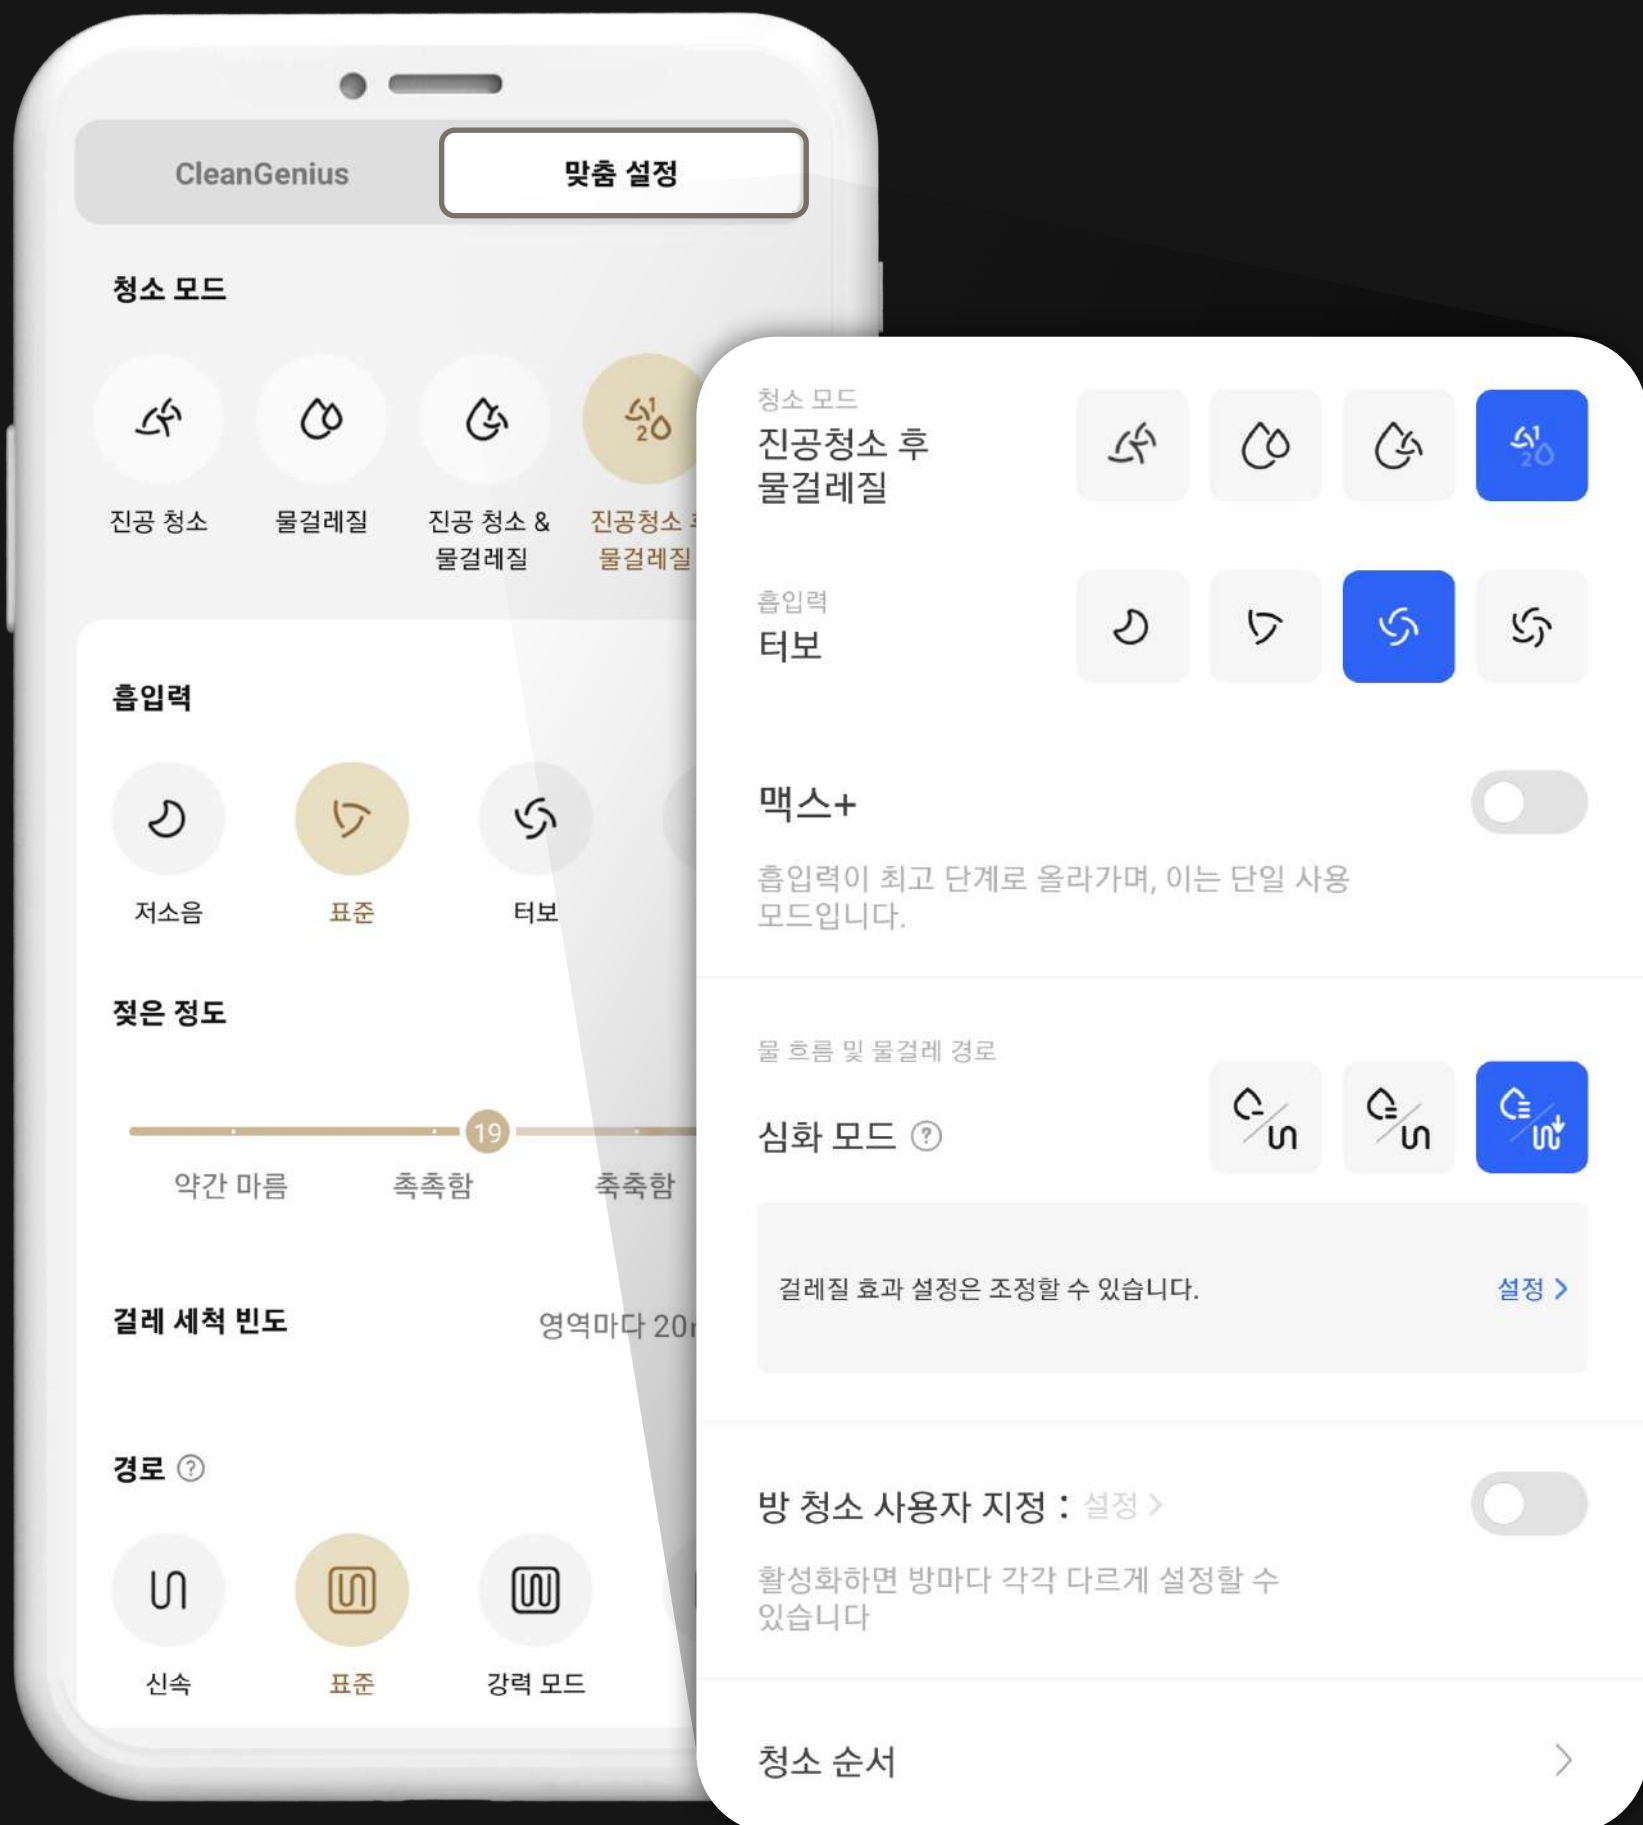 CleanGenius
맞춤 설정
청소 모드
진공 청소
물걸레질
진공 청소 &
물걸레질
진공청소
물걸레질
흡입력
저소음
표준
터보
젖은 정도
19
약간 마름
촉촉함
축축함
걸레 세척 빈도
영역마다
경로 ?
신속
표준
강력 모드
청소 모드
진공청소 후
물걸레질
흡입력
터보
맥스+
흡입력이 최고 단계로 올라가며, 이는 단일 사용
모드입니다.
물 흐름 및 물걸레 경로
심화 모드 ?
걸레질 효과 설정은 조정할 수 있습니다.
설정 >
방 청소 사용자 지정 : 설정 >
활성화하면 방마다 각각 다르게 설정할 수
있습니다
청소 순서